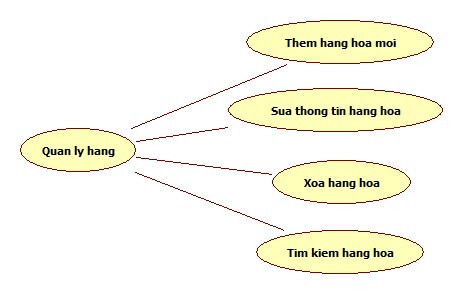 Them hang hoa moi
Sua thong tin hang hoa
Quan ly hang
Xoa hang hoa
Tim kiem hang hoa